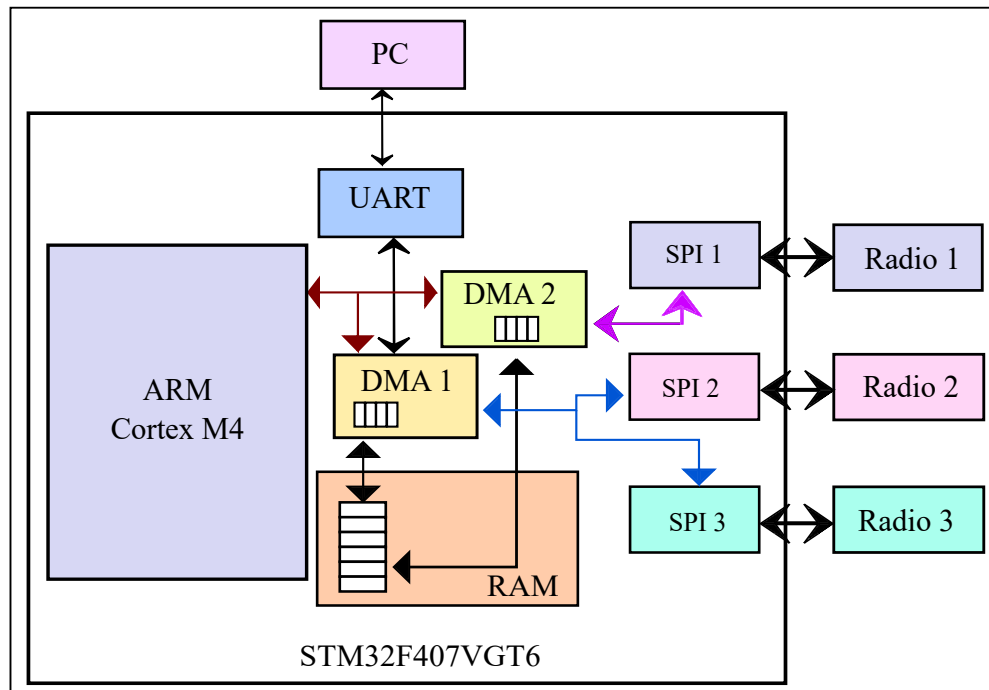 PC
UART
SPI 1
Radio 1
DMA 2
ARM
Cortex M4
DMA 1
SPI 2
Radio 2
SPI 3
Radio 3
RAM
STM32F407VGT6